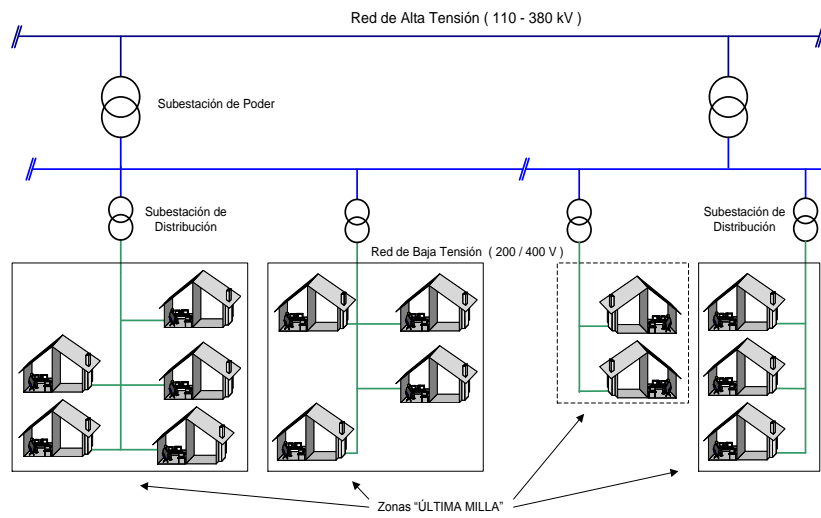 Red de Alta Tensión ( 110 - 380 kV )
Subestación de Poder
Subestación de
Distribución
Subestación de
Distribución
Red de Baja Tensión ( 200 / 400 V )
Zonas “ÚLTIMA MILLA”